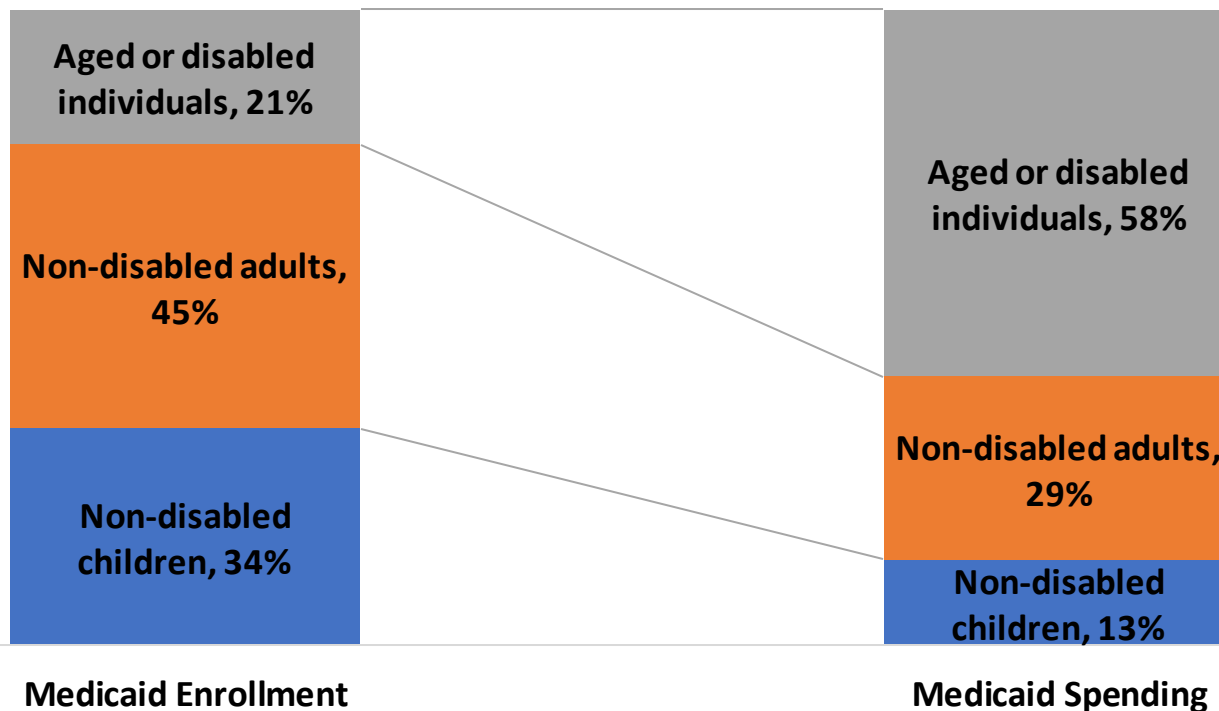 Aged or disabled
individuals, 21%
Non-disabled adults,
45%
Non-disabled
children, 34%
Medicaid Enrollment
Aged or disabled
individuals, 58%
Non-disabled adults,
29%
Non-disabled
children, 13%
Medicaid Spending